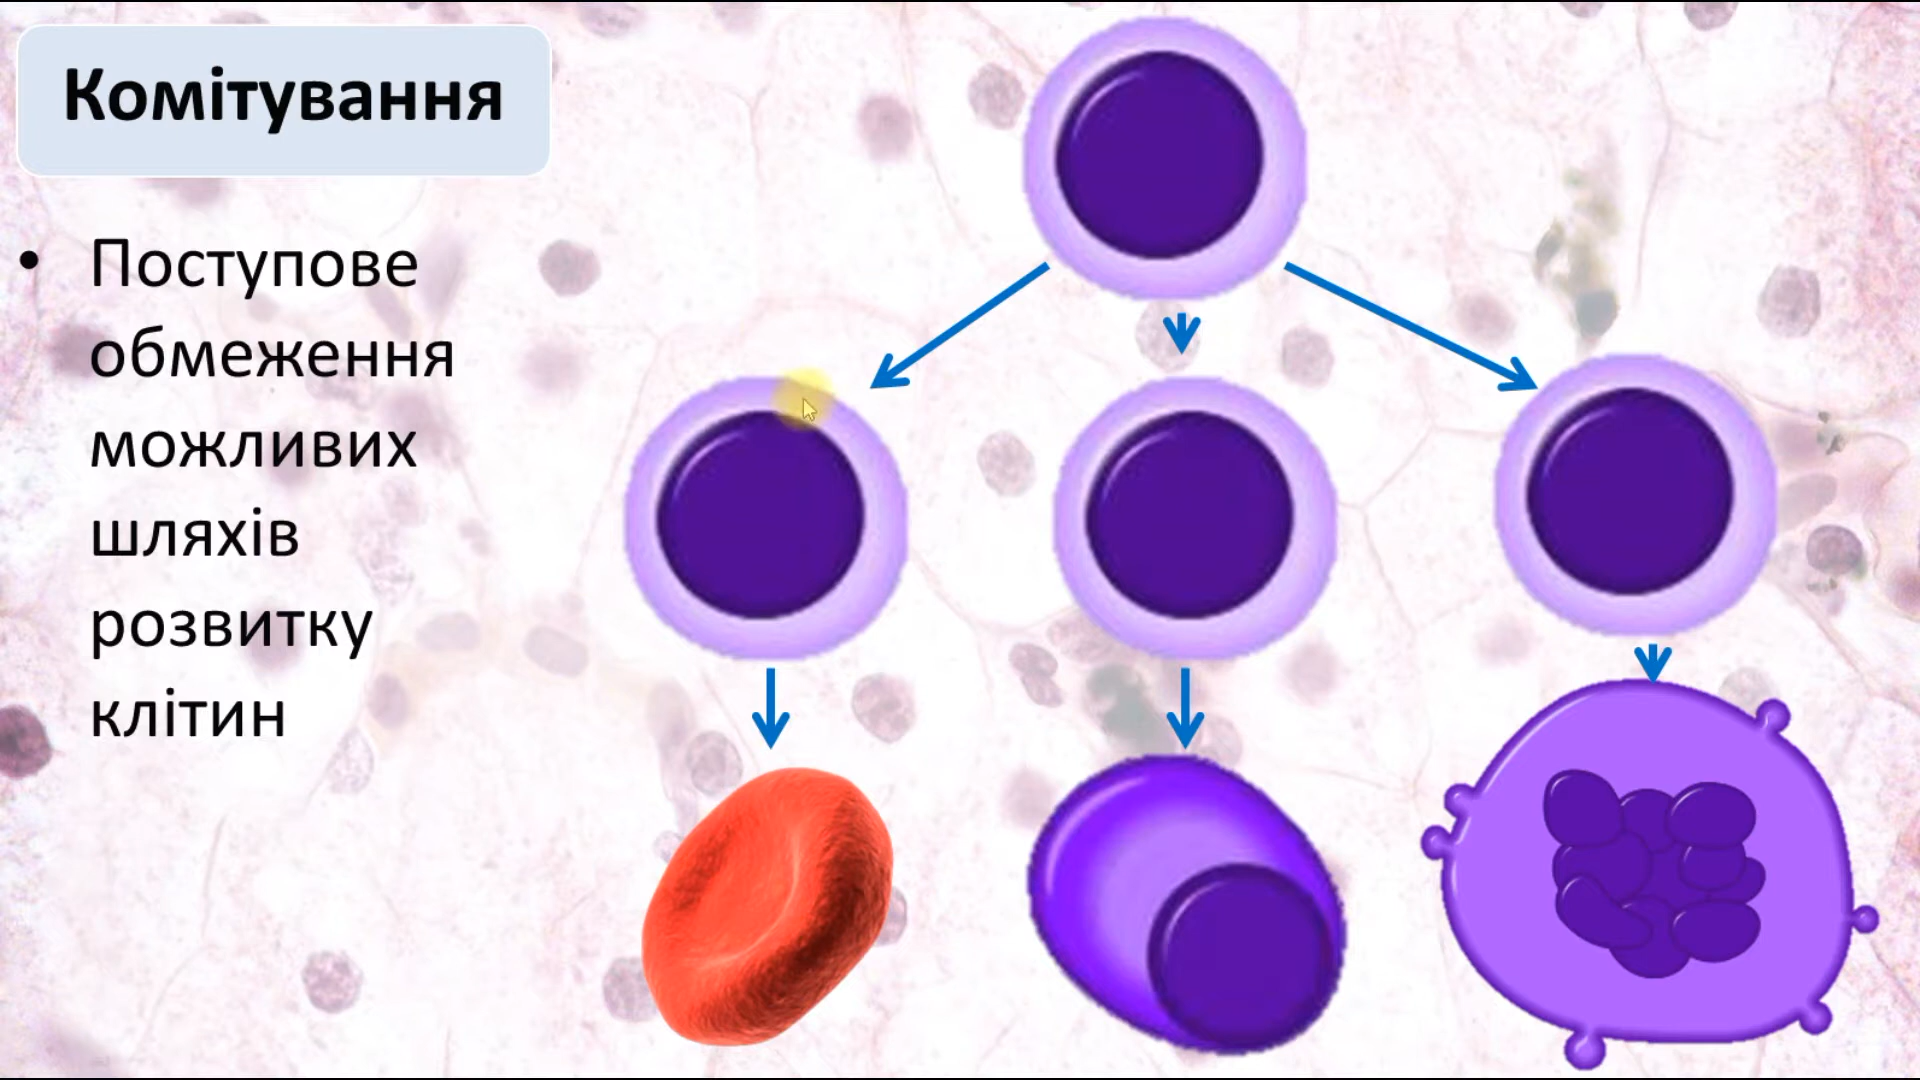 Комітування
• Поступове
обмеження
можливих
шляхів
розвитку
клітин